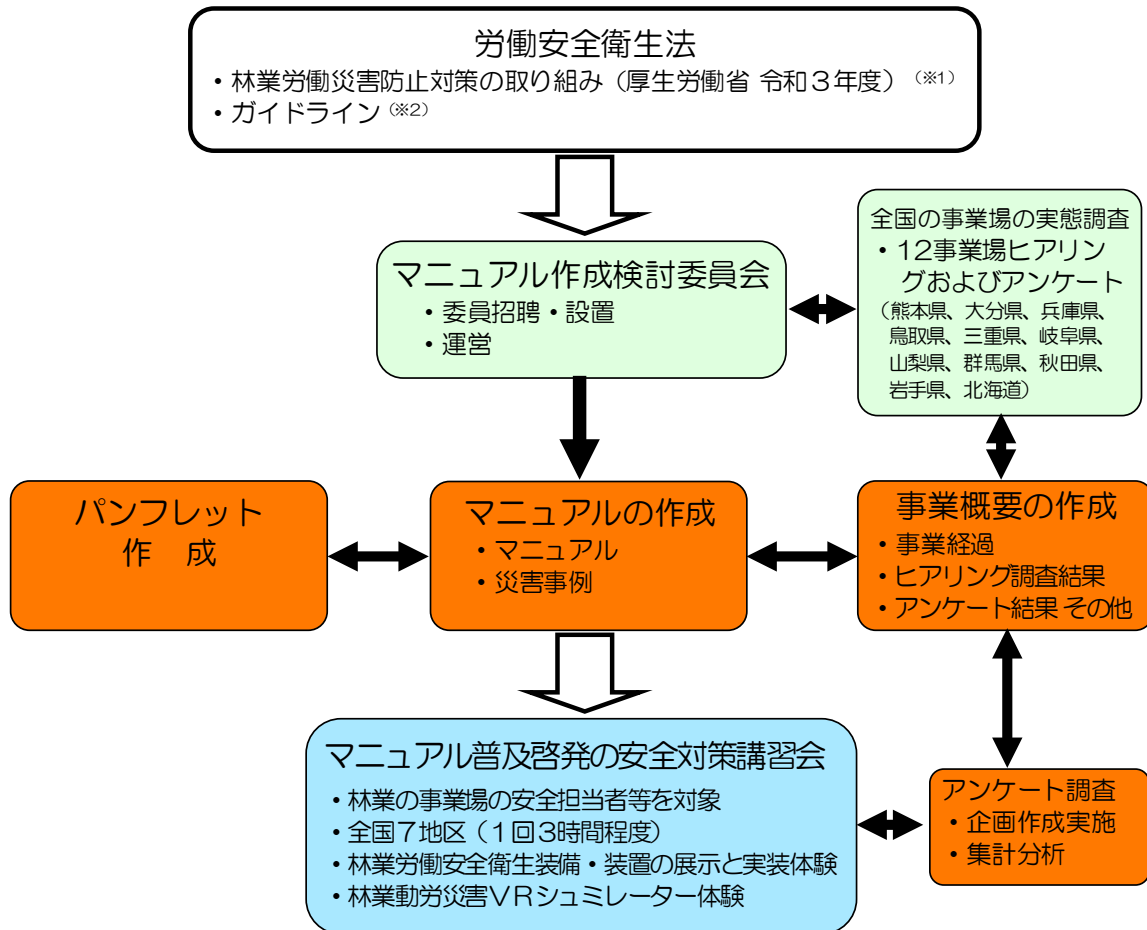 労働安全衛生法
・林業労働災害防止対策の取り組み（厚生労働省 令和３年度）（※1）
・ガイドライン（※2）
マニュアル作成検討委員会
・委員招聘・設置
・運営
全国の事業場の実態調査
・12事業場ヒアリン
グおよびアンケート
（熊本県、大分県、兵庫県、
鳥取県、三重県、岐阜県、
山梨県、群馬県、秋田県、
岩手県、北海道）
パンフレット
作　成
マニュアルの作成
・マニュアル
・災害事例
事業概要の作成
・事業経過
・ヒアリング調査結果
・アンケート結果 その他
マニュアル普及啓発の安全対策講習会
・林業の事業場の安全担当者等を対象
・全国７地区（１回３時間程度）
・林業労働安全衛生装備・装置の展示と実装体験
・林業動労災害ＶＲシュミレーター体験
アンケート調査
・企画作成実施
・集計分析